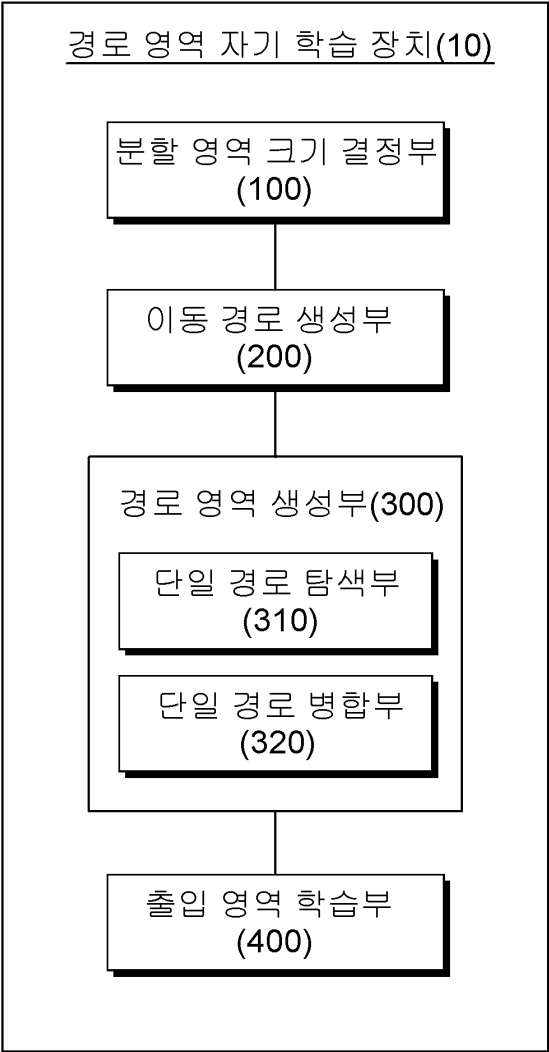 경로 영역 자기 학습 장치(10)
분할 영역 크기 결정부
(100)
이동 경로 생성부
(200)
경로 영역 생성부(300)
단일 경로 탐색부
(310)
단일 경로 병합부
(320)
출입 영역 학습부
(400)